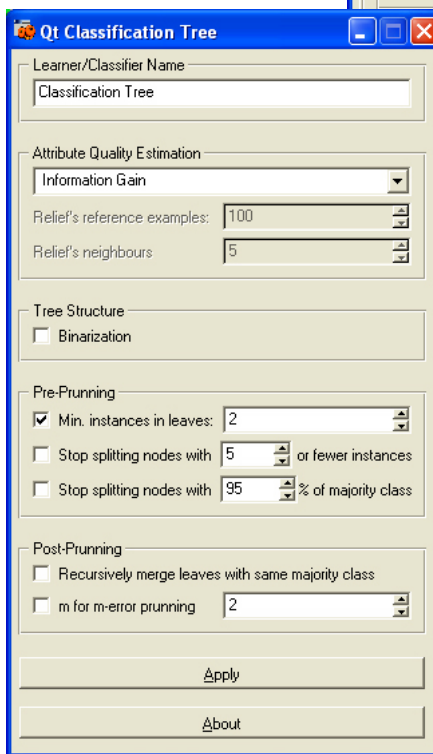 Qt Classification Tree
Learner/Classifier Name
Classification Tree
Attribute Quality Estimation
Information Gain
Relief's reference examples: 100
Relief's neighbours 5
Tree Structure
Binarization
Pre-Prunning
Min. instances in leaves: 2
Stop splitting nodes with 5 or fewer instances
Stop splitting nodes with 95 % of majority class
Post-Prunning
Recursively merge leaves with same majority class
m for m-error prunning 2
Apply
About